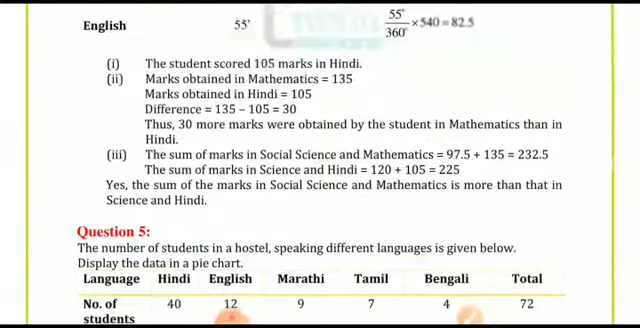 English 55° 55°/360° × 540 = 82.5
(i) The student scored 105 marks in Hindi.
(ii) Marks obtained in Mathematics = 135
Marks obtained in Hindi = 105
Difference = 135 – 105 = 30
Thus, 30 more marks were obtained by the student in Mathematics than in
Hindi.
(iii) The sum of marks in Social Science and Mathematics = 97.5 + 135 = 232.5
The sum of marks in Science and Hindi = 120 + 105 = 225
Yes, the sum of the marks in Social Science and Mathematics is more than that in
Science and Hindi.
Question 5:
The number of students in a hostel, speaking different languages is given below.
Display the data in a pie chart.
Language Hindi English Marathi Tamil Bengali Total
No. of 40 12 9 7 4 72
students